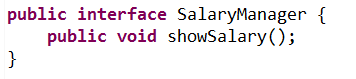 public interface SalaryManager {
    public void showSalary();
}